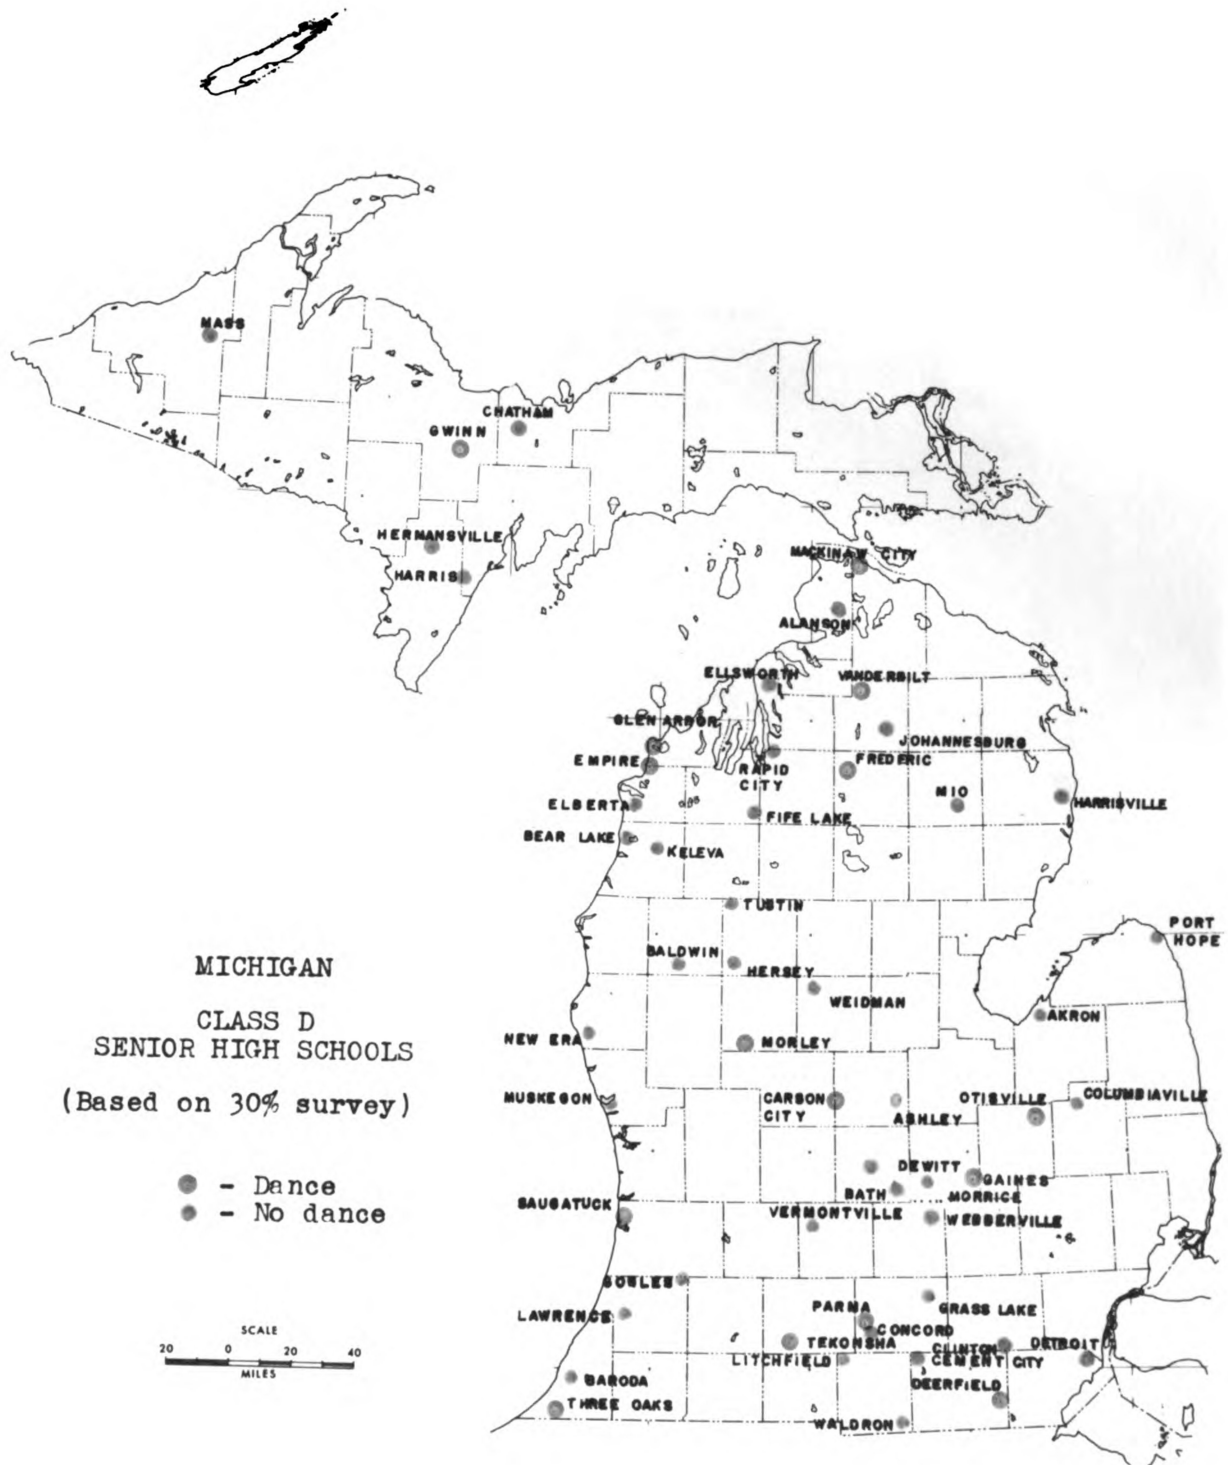 MASS
CHATHAM
GWINN
HERMANSVILLE
HARRIS
MACKINAW CITY
ALANSON
ELLSWORTH
VANDERBILT
GLEN ARBOR
JOHANNESBURG
EMPIRE
FREDERIC
RAPID
CITY
MIO
ELBERTA
HARRISVILLE
FIFE LAKE
BEAR LAKE
KELEVA
TUSTIN
PORT
HOPE
BALDWIN
HERSEY
WEIDMAN
AKRON
NEW ERA
MORLEY
MUSKEGON
CARSON
CITY
ASHLEY
OTISVILLE
COLUMBIAVILLE
DEWITT
GAINES
BATH
MORRICE
SAUGATUCK
VERMONTVILLE
WEBBERVILLE
GOBLES
LAWRENCE
PARMA
GRASS LAKE
CONCORD
TEKONSHA
CLINTON
DETROIT
LITCHFIELD
CEMENT CITY
BARODA
DEERFIELD
THREE OAKS
WALDRON
MICHIGAN
CLASS D
SENIOR HIGH SCHOOLS
(Based on 30% survey)
- Dance
- No dance
SCALE
20 0 20 40
MILES